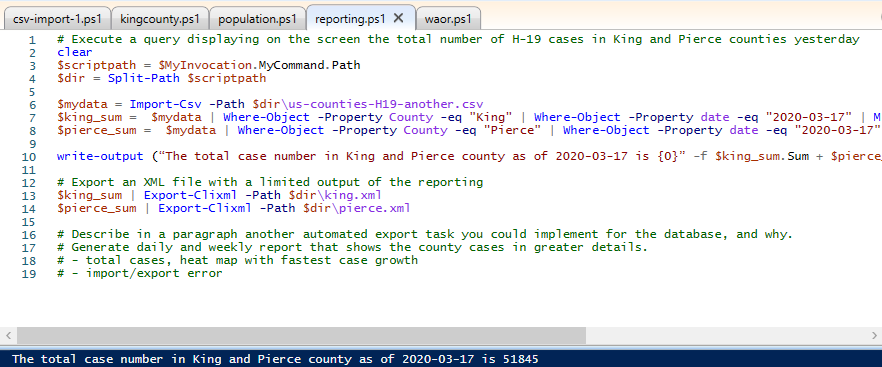 csv-import-1.ps1 kingcounty.ps1 population.ps1 reporting.ps1 X waor.ps1
1 # Execute a query displaying on the screen the total number of H-19 cases in King and Pierce counties yesterday
2 clear
3 $scriptpath = $MyInvocation.MyCommand.Path
4 $dir = Split-Path $scriptpath
5
6 $mydata = Import-Csv -Path $dir\us-counties-H19-another.csv
7 $king_sum =  $mydata | Where-Object -Property County -eq "King" | Where-Object -Property date -eq "2020-03-17" | M
8 $pierce_sum =  $mydata | Where-Object -Property County -eq "Pierce" | Where-Object -Property date -eq "2020-03-17"
9
10 write-output (“The total case number in King and Pierce county as of 2020-03-17 is {0}” -f $king_sum.Sum + $pierce_
11
12 # Export an XML file with a limited output of the reporting
13 $king_sum | Export-Clixml -Path $dir\king.xml
14 $pierce_sum | Export-Clixml -Path $dir\pierce.xml
15
16 # Describe in a paragraph another automated export task you could implement for the database, and why.
17 # Generate daily and weekly report that shows the county cases in greater details.
18 # - total cases, heat map with fastest case growth
19 # - import/export error
The total case number in King and Pierce county as of 2020-03-17 is 51845